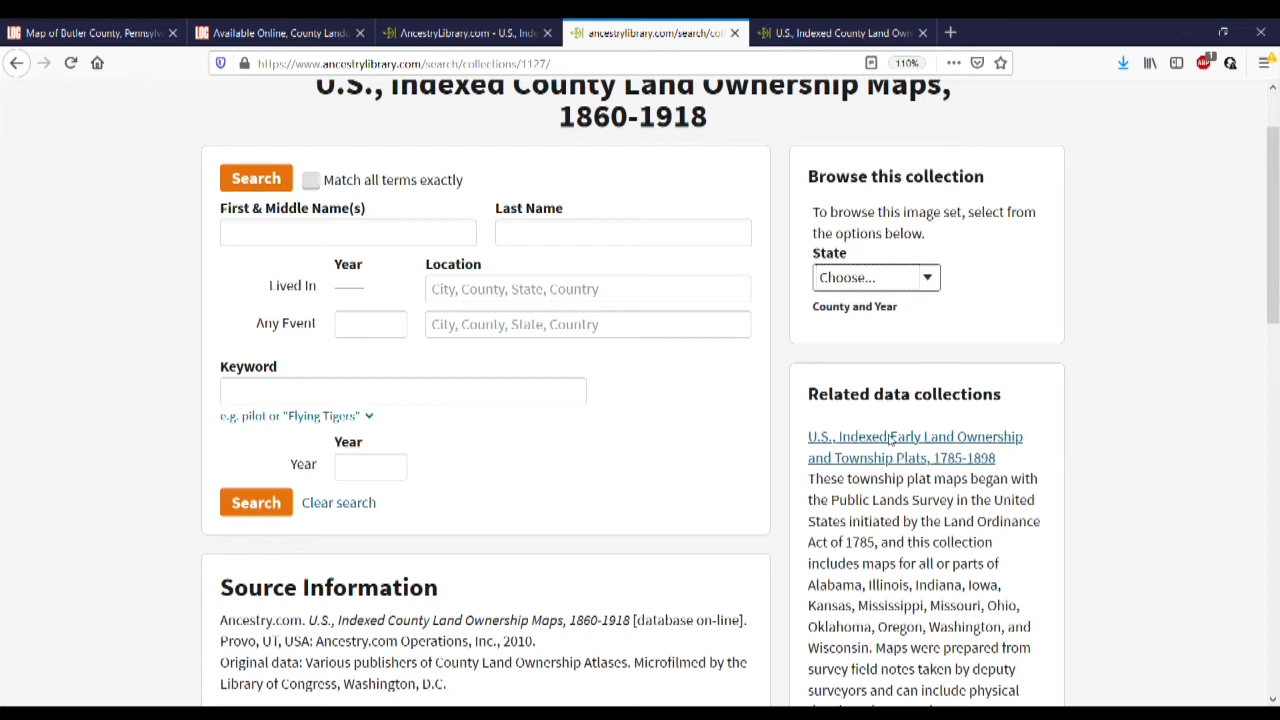 Map of Butler County, Pennsylv
Available Online, County Landu
AncestryLibrary.com - U.S., Inde
ancestrylibrary.com/search/coll
U.S., Indexed County Land Owne
https://www.ancestrylibrary.com/search/collections/1127/
110%
U.S., Indexed County Land Ownership Maps,
1860-1918
Search
Match all terms exactly
First & Middle Name(s)
Last Name
Year
Location
Lived In
City, County, State, Country
Any Event
City, County, State, Country
Keyword
e.g. pilot or "Flying Tigers"
Year
Year
Search
Clear search
Source Information
Ancestry.com. U.S., Indexed County Land Ownership Maps, 1860-1918 [database on-line].
Provo, UT, USA: Ancestry.com Operations, Inc., 2010.
Original data: Various publishers of County Land Ownership Atlases. Microfilmed by the
Library of Congress, Washington, D.C.
Browse this collection
To browse this image set, select from
the options below.
State
Choose...
County and Year
Related data collections
U.S., Indexed Early Land Ownership
and Township Plats, 1785-1898
These township plat maps began with
the Public Lands Survey in the United
States initiated by the Land Ordinance
Act of 1785, and this collection
includes maps for all or parts of
Alabama, Illinois, Indiana, Iowa,
Kansas, Mississippi, Missouri, Ohio,
Oklahoma, Oregon, Washington, and
Wisconsin. Maps were prepared from
survey field notes taken by deputy
surveyors and can include physical